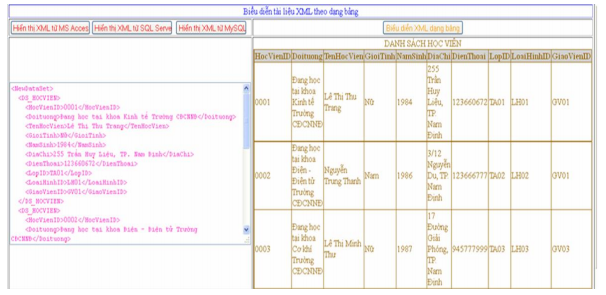 Biểu diễn tài liệu XML theo dạng bảng
Hiển thị XML từ MS Acces
Hiển thị XML từ SQL Serve
Hiển thị XML từ MySQL
Biểu diễn XML dạng bảng
<NewDataSet>
<DS_HOCVIEN>
<HocVienID>0001</HocVienID>
<Doituong>Đang học tại khoa Kinh tế Trường CĐCNNĐ</Doituong>
<TenHocVien>Lê Thi Thu Trang</TenHocVien>
<GioiTinh>Nữ</GioiTinh>
<NamSinh>1984</NamSinh>
<DiaChi>255 Trần Huy Liệu, TP. Nam Định</DiaChi>
<DienThoai>123660672</DienThoai>
<LopID>TA01</LopID>
<LoaiHinhID>LH01</LoaiHinhID>
<GiaoVienID>GV01</GiaoVienID>
</DS_HOCVIEN>
<DS_HOCVIEN>
<HocVienID>0002</HocVienID>
<Doituong>Đang học tại khoa Điện - Điện tử Trường
CĐCNNĐ</Doituong>
DANH SÁCH HỌC VIÊN
HocVienID Doituong TenHocVien GioiTinh NamSinh DiaChi DienThoai LopID LoaiHinhID GiaoVienID
0001
Đang học
tại khoa
Kinh tế
Trường
CĐCNNĐ
Lê Thi Thu
Trang
Nữ
1984
255
Trần
Huy
Liệu,
TP.
Nam
Định
123660672
TA01
LH01
GV01
0002
Đang học
tại khoa
Điện -
Điện tử
Trường
CĐCNNĐ
Nguyễn
Trung Thanh
Nam
1986
3/12
Nguyễn
Du, TP.
Nam
Định
123666777
TA02
LH02
GV01
0003
Đang học
tại khoa
Cơ khí
Trường
CĐCNNĐ
Lê Thi Minh
Thư
Nữ
1987
17
Đường
Giải
Phóng,
TP.
Nam
Định
945777999
TA03
LH03
GV03